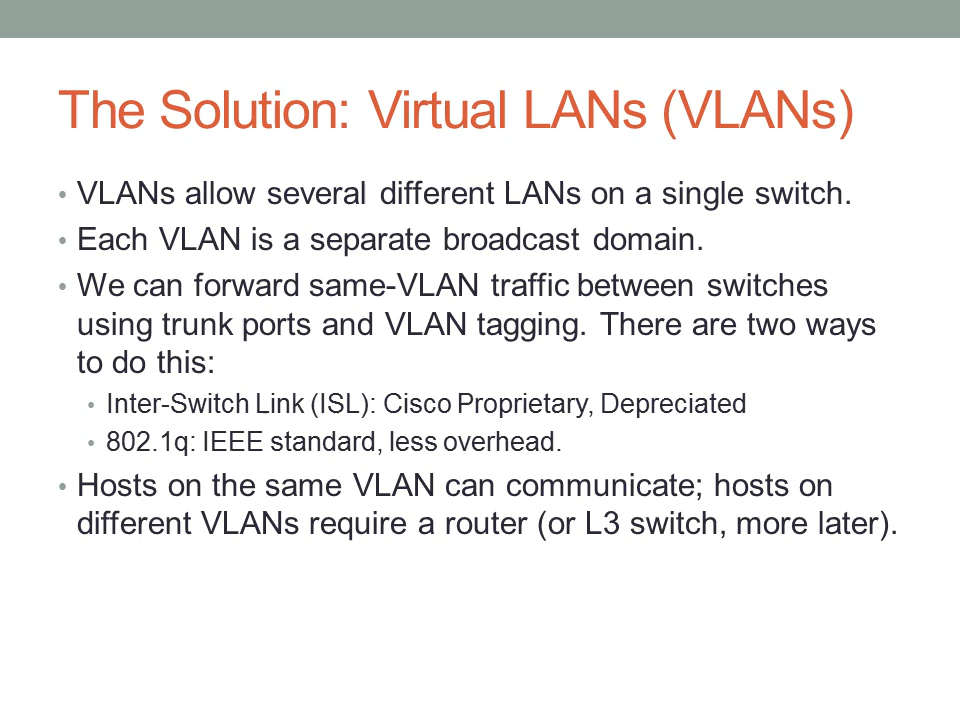 The Solution: Virtual LANs (VLANs)
• VLANs allow several different LANs on a single switch.
• Each VLAN is a separate broadcast domain.
• We can forward same-VLAN traffic between switches
using trunk ports and VLAN tagging. There are two ways
to do this:
• Inter-Switch Link (ISL): Cisco Proprietary, Depreciated
• 802.1q: IEEE standard, less overhead.
• Hosts on the same VLAN can communicate; hosts on
different VLANs require a router (or L3 switch, more later).